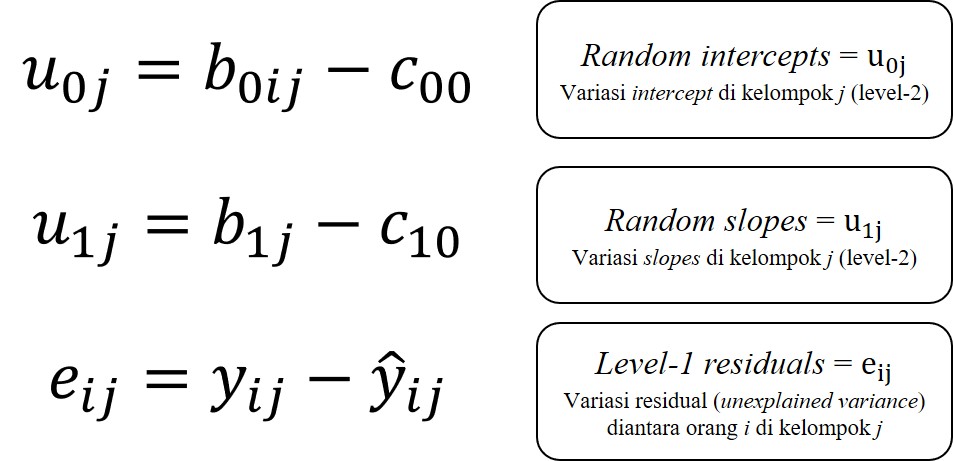 u₀ⱼ = b₀ᵢⱼ − c₀₀
Random intercepts = u₀ⱼ
Variasi intercept di kelompok j (level-2)
u₁ⱼ = b₁ⱼ − c₁₀
Random slopes = u₁ⱼ
Variasi slopes di kelompok j (level-2)
eᵢⱼ = yᵢⱼ − ŷᵢⱼ
Level-1 residuals = eᵢⱼ
Variasi residual (unexplained variance)
diantara orang i di kelompok j